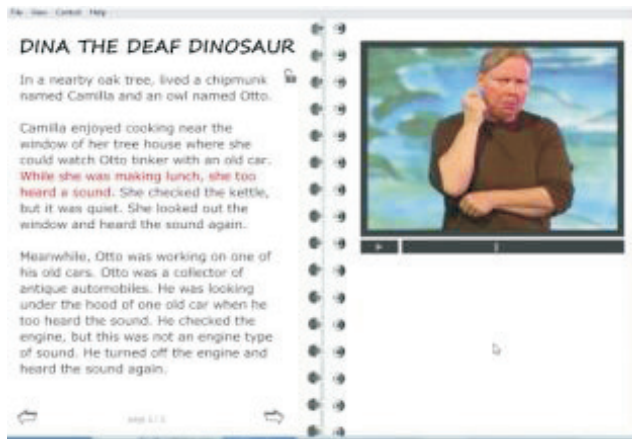 File View Control Help
DINA THE DEAF DINOSAUR
In a nearby oak tree, lived a chipmunk
named Camilla and an owl named Otto.
Camilla enjoyed cooking near the
window of her tree house where she
could watch Otto tinker with an old car.
While she was making lunch, she too
heard a sound. She checked the kettle,
but it was quiet. She looked out the
window and heard the sound again.
Meanwhile, Otto was working on one of
his old cars. Otto was a collector of
antique automobiles. He was looking
under the hood of one old car when he
too heard the sound. He checked the
engine, but this was not an engine type
of sound. He turned off the engine and
heard the sound again.